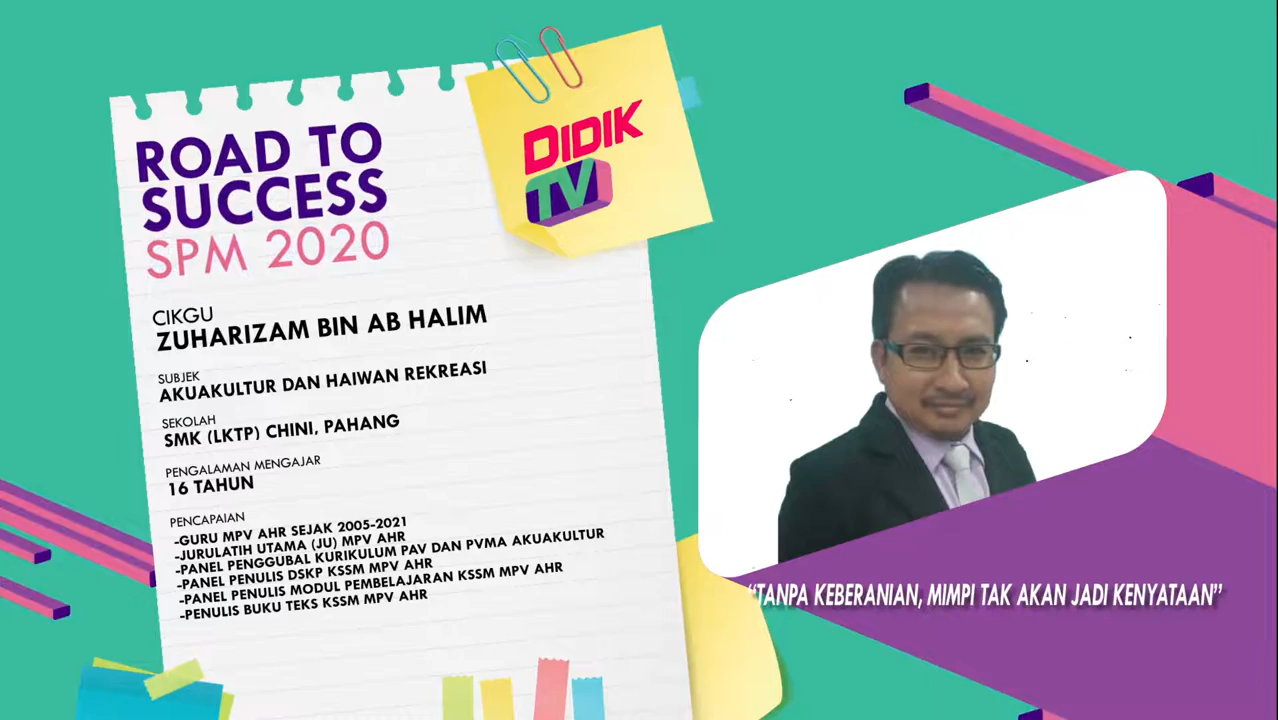 ROAD TO
SUCCESS
SPM 2020
DIDIK
TV
CIKGU
ZUHARIZAM BIN AB HALIM
SUBJEK
AKUAKULTUR DAN HAIWAN REKREASI
SEKOLAH
SMK (LKTP) CHINI, PAHANG
PENGALAMAN MENGAJAR
16 TAHUN
PENCAPAIAN
-GURU MPV AHR SEJAK 2005-2021
-JURULATIH UTAMA (JU) MPV AHR
-PANEL PENGGUBAL KURIKULUM PAV DAN PVMA AKUAKULTUR
-PANEL PENULIS DSKP KSSM MPV AHR
-PANEL PENULIS MODUL PEMBELAJARAN KSSM MPV AHR
-PENULIS BUKU TEKS KSSM MPV AHR
“TANPA KEBERANIAN, MIMPI TAK AKAN JADI KENYATAAN”